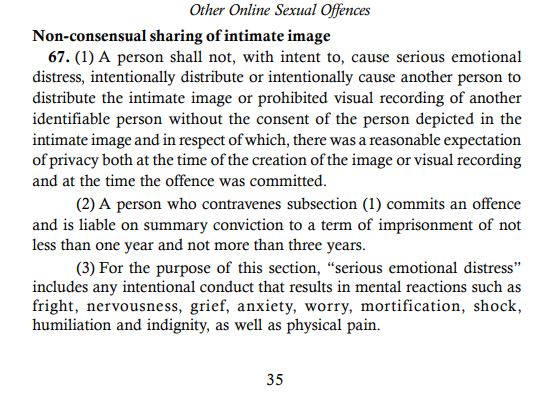 Other Online Sexual Offences
Non-consensual sharing of intimate image
67. (1) A person shall not, with intent to, cause serious emotional
distress, intentionally distribute or intentionally cause another person to
distribute the intimate image or prohibited visual recording of another
identifiable person without the consent of the person depicted in the
intimate image and in respect of which, there was a reasonable expectation
of privacy both at the time of the creation of the image or visual recording
and at the time the offence was committed.
(2) A person who contravenes subsection (1) commits an offence
and is liable on summary conviction to a term of imprisonment of not
less than one year and not more than three years.
(3) For the purpose of this section, “serious emotional distress”
includes any intentional conduct that results in mental reactions such as
fright, nervousness, grief, anxiety, worry, mortification, shock,
humiliation and indignity, as well as physical pain.
35